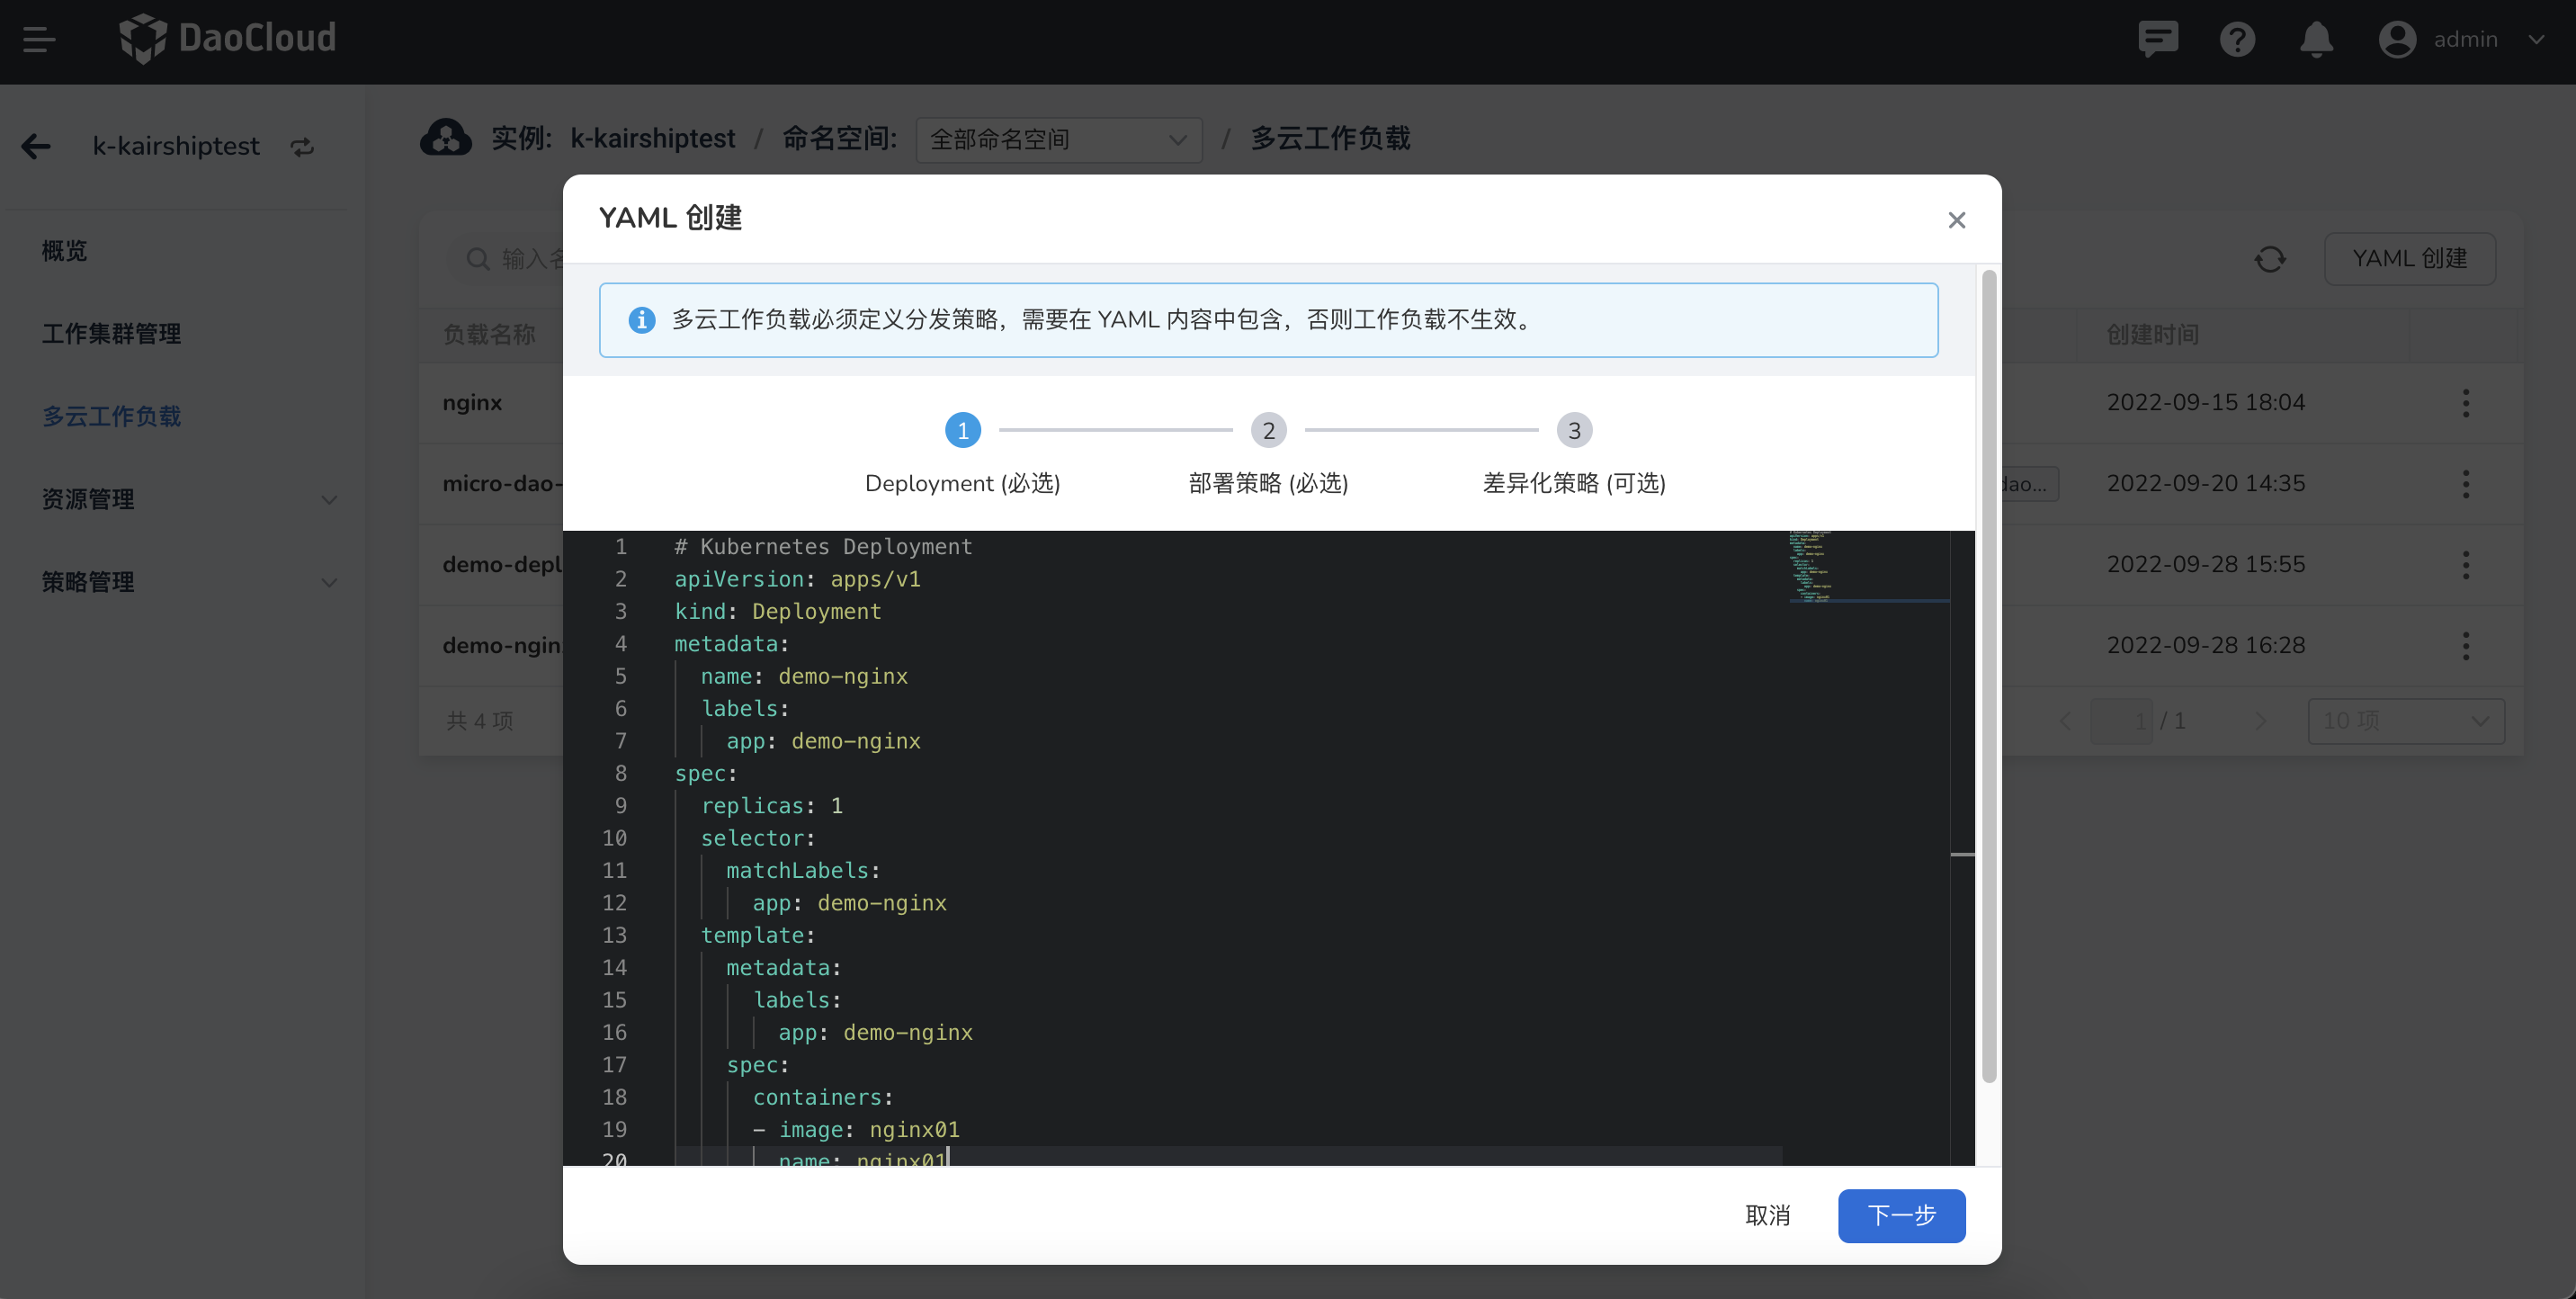 DaoCloud
admin
k-kairshiptest
实例: k-kairshiptest / 命名空间: 全部命名空间 / 多云工作负载
概览
工作集群管理
多云工作负载
资源管理
策略管理
输入名
YAML 创建
负载名称
创建时间
nginx
2022-09-15 18:04
micro-dao-
dao...
2022-09-20 14:35
demo-depl
2022-09-28 15:55
demo-ngin
2022-09-28 16:28
共 4 项
1 / 1
10 项
YAML 创建
多云工作负载必须定义分发策略，需要在 YAML 内容中包含，否则工作负载不生效。
1 2 3
Deployment (必选) 部署策略 (必选) 差异化策略 (可选)
1 # Kubernetes Deployment
2 apiVersion: apps/v1
3 kind: Deployment
4 metadata:
5 name: demo-nginx
6 labels:
7 app: demo-nginx
8 spec:
9 replicas: 1
10 selector:
11 matchLabels:
12 app: demo-nginx
13 template:
14 metadata:
15 labels:
16 app: demo-nginx
17 spec:
18 containers:
19 - image: nginx01
20 name: nginx01
取消
下一步